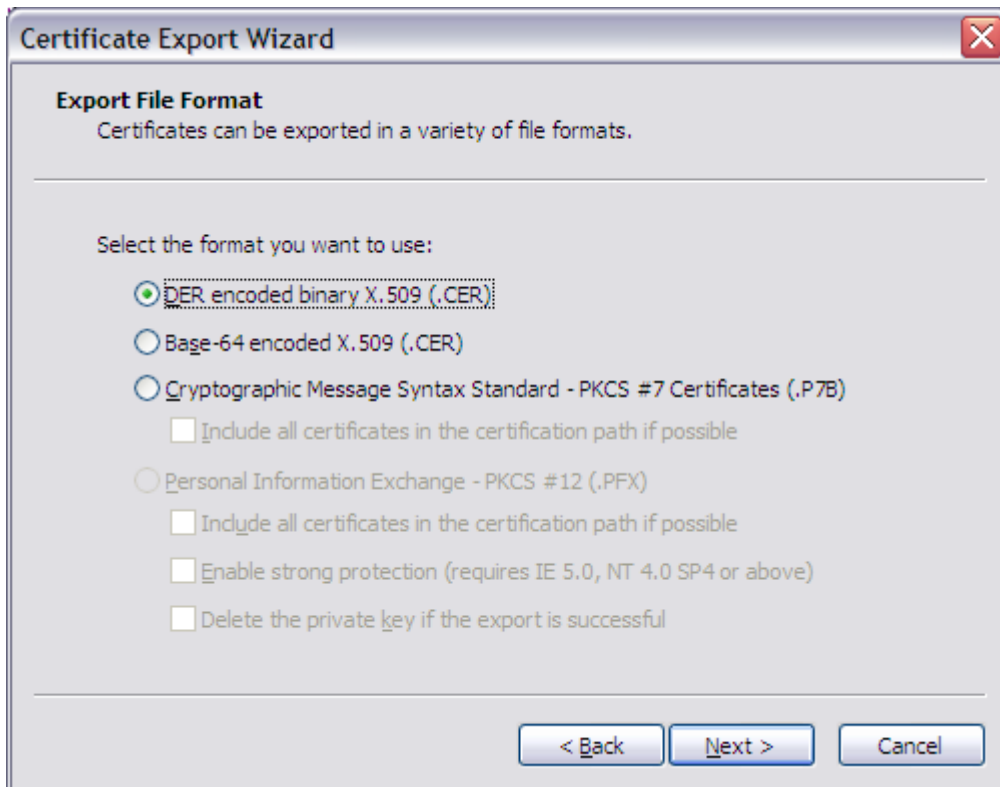 Certificate Export Wizard
Export File Format
Certificates can be exported in a variety of file formats.
Select the format you want to use:
DER encoded binary X.509 (.CER)
Base-64 encoded X.509 (.CER)
Cryptographic Message Syntax Standard - PKCS #7 Certificates (.P7B)
Include all certificates in the certification path if possible
Personal Information Exchange - PKCS #12 (.PFX)
Include all certificates in the certification path if possible
Enable strong protection (requires IE 5.0, NT 4.0 SP4 or above)
Delete the private key if the export is successful
< Back Next > Cancel